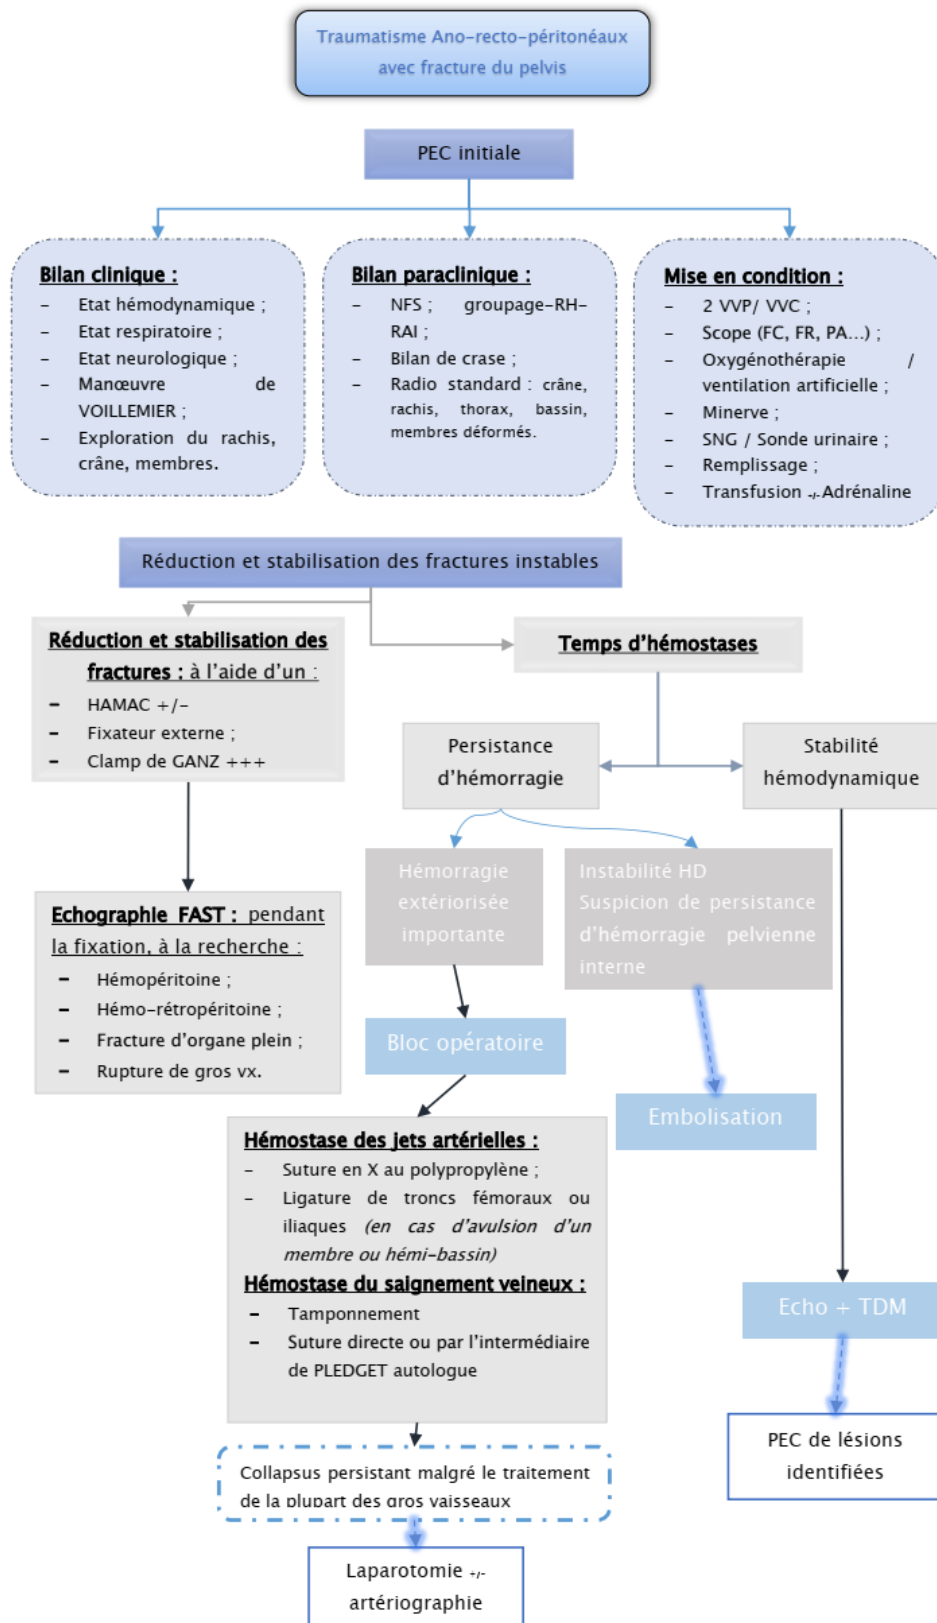 Traumatisme Ano-recto-péritonéaux
avec fracture du pelvis
PEC initiale
Bilan clinique :
- Etat hémodynamique ;
- Etat respiratoire ;
- Etat neurologique ;
- Manœuvre de
VOILLEMIER ;
- Exploration du rachis,
crâne, membres.
Bilan paraclinique :
- NFS ; groupage-RH-
RAI ;
- Bilan de crase ;
- Radio standard : crâne,
rachis, thorax, bassin,
membres déformés.
Mise en condition :
- 2 VVP/ VVC ;
- Scope (FC, FR, PA...) ;
- Oxygénothérapie /
ventilation artificielle ;
- Minerve ;
- SNG / Sonde urinaire ;
- Remplissage ;
- Transfusion +/-Adrénaline
Réduction et stabilisation des fractures instables
Réduction et stabilisation des
fractures : à l'aide d'un :
- HAMAC +/-
- Fixateur externe ;
- Clamp de GANZ +++
Temps d'hémostases
Persistance
d'hémorragie
Stabilité
hémodynamique
Hémorragie
extériorisée
importante
Instabilité HD
Suspicion de persistance
d'hémorragie pelvienne
interne
Echographie FAST : pendant
la fixation, à la recherche :
- Hémopéritoine ;
- Hémo-rétropéritoine ;
- Fracture d'organe plein ;
- Rupture de gros vx.
Bloc opératoire
Embolisation
Hémostase des jets artérielles :
- Suture en X au polypropylène ;
- Ligature de troncs fémoraux ou
iliaques (en cas d'avulsion d'un
membre ou hémi-bassin)
Hémostase du saignement veineux :
- Tamponnement
- Suture directe ou par l'intermédiaire
de PLEDGET autologue
Echo + TDM
PEC de lésions
identifiées
Collapsus persistant malgré le traitement
de la plupart des gros vaisseaux
Laparotomie +/-
artériographie